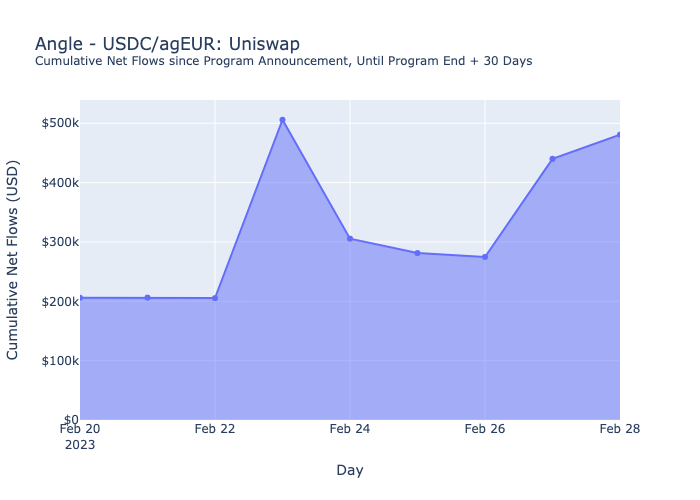 Angle - USDC/agEUR: Uniswap
Cumulative Net Flows since Program Announcement, Until Program End + 30 Days
Cumulative Net Flows (USD)
$500k
$400k
$300k
$200k
$100k
$0
Feb 20
2023
Feb 22
Feb 24
Feb 26
Feb 28
Day